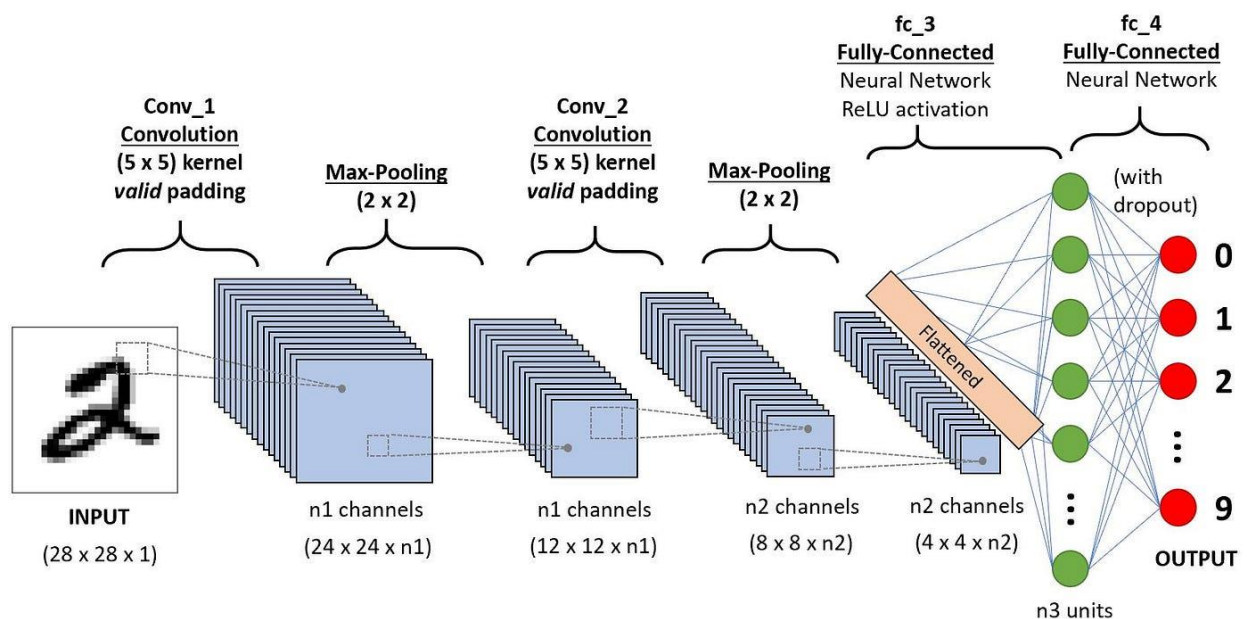 fc_3
Fully-Connected
Neural Network
ReLU activation
fc_4
Fully-Connected
Neural Network
Conv_1
Convolution
(5 x 5) kernel
valid padding
Max-Pooling
(2 x 2)
Conv_2
Convolution
(5 x 5) kernel
valid padding
Max-Pooling
(2 x 2)
(with
dropout)
Flattened
0
1
2
9
INPUT
(28 x 28 x 1)
n1 channels
(24 x 24 x n1)
n1 channels
(12 x 12 x n1)
n2 channels
(8 x 8 x n2)
n2 channels
(4 x 4 x n2)
OUTPUT
n3 units